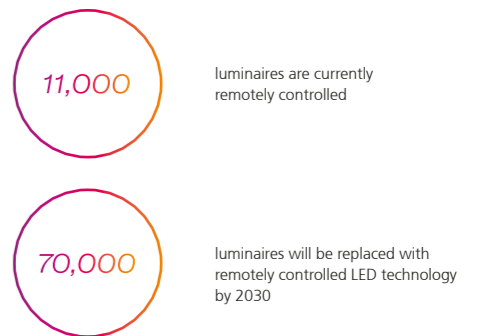 11,000
luminaires are currently
remotely controlled
70,000
luminaires will be replaced with
remotely controlled LED technology
by 2030